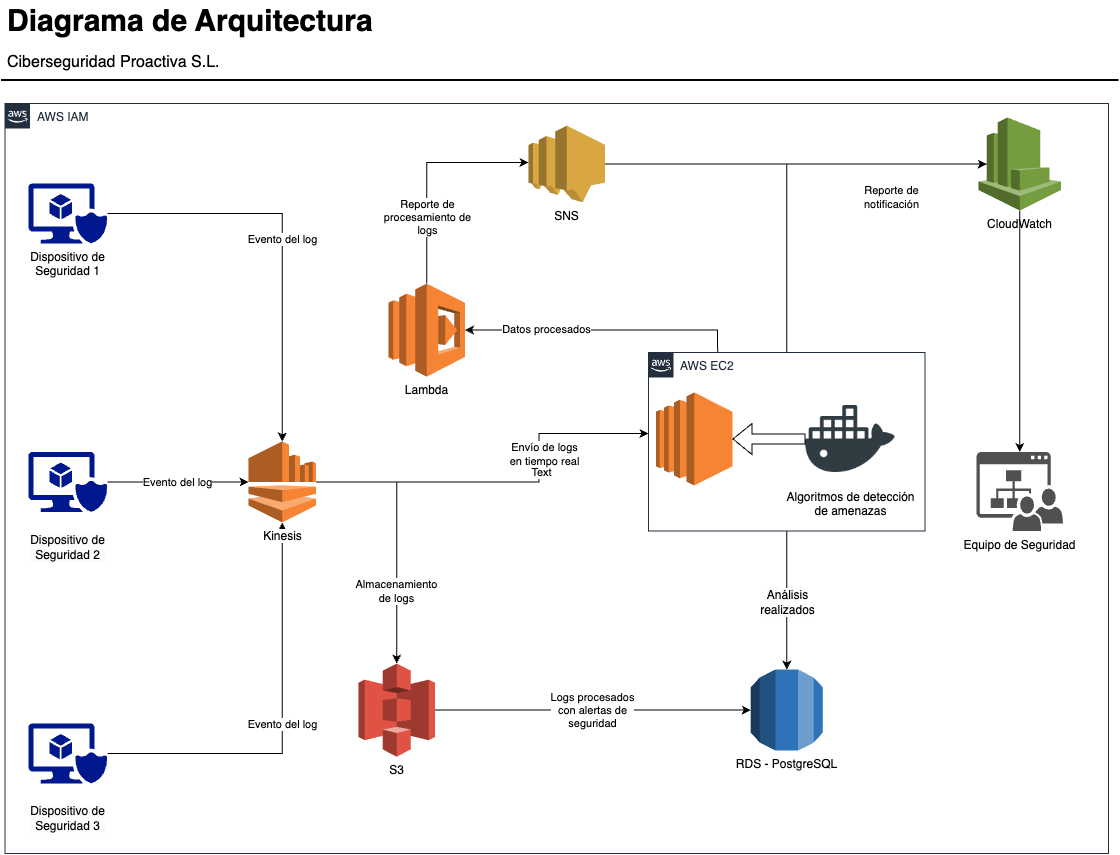 Diagrama de Arquitectura
Ciberseguridad Proactiva S.L.
aws
AWS IAM
Dispositivo de
Seguridad 1
Evento del log
Reporte de
procesamiento de
logs
SNS
Reporte de
notificación
CloudWatch
Lambda
Datos procesados
aws
AWS EC2
Algoritmos de detección
de amenazas
Dispositivo de
Seguridad 2
Evento del log
Kinesis
Envío de logs
en tiempo real
Text
Equipo de Seguridad
Almacenamiento
de logs
Análisis
realizados
Dispositivo de
Seguridad 3
Evento del log
S3
Logs procesados
con alertas de
seguridad
RDS - PostgreSQL